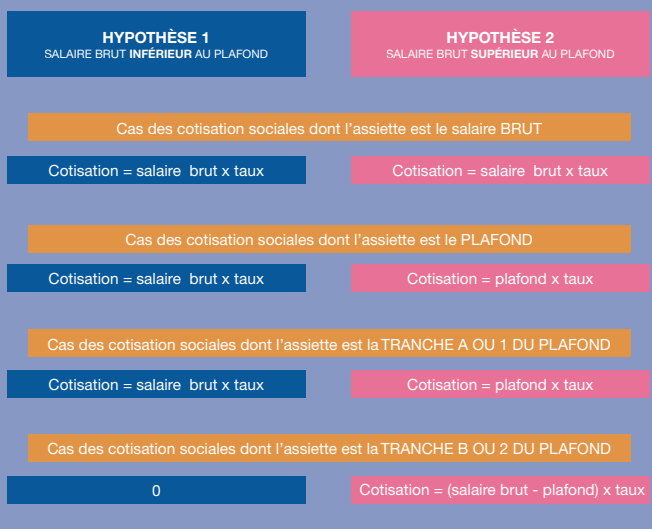 HYPOTHÈSE 1
SALAIRE BRUT INFÉRIEUR AU PLAFOND
HYPOTHÈSE 2
SALAIRE BRUT SUPÉRIEUR AU PLAFOND
Cas des cotisation sociales dont l'assiette est le salaire BRUT
Cotisation = salaire brut x taux
Cotisation = salaire brut x taux
Cas des cotisation sociales dont l'assiette est le PLAFOND
Cotisation = salaire brut x taux
Cotisation = plafond x taux
Cas des cotisation sociales dont l'assiette est la TRANCHE A OU 1 DU PLAFOND
Cotisation = salaire brut x taux
Cotisation = plafond x taux
Cas des cotisation sociales dont l'assiette est la TRANCHE B OU 2 DU PLAFOND
0
Cotisation = (salaire brut - plafond) x taux